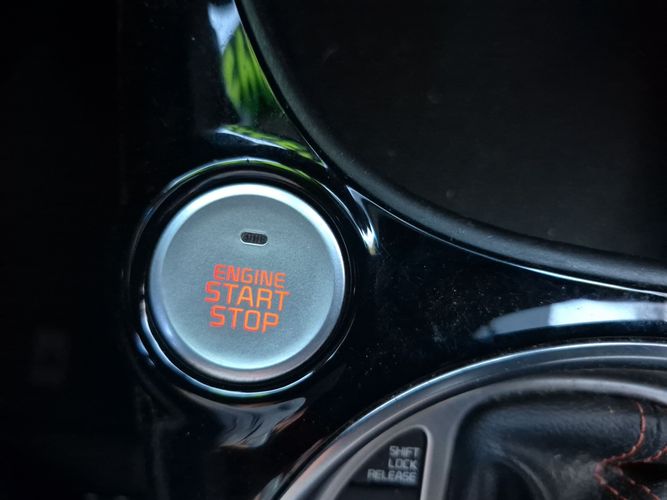 ENGINE
START
STOP
SHIFT
LOCK
RELEASE